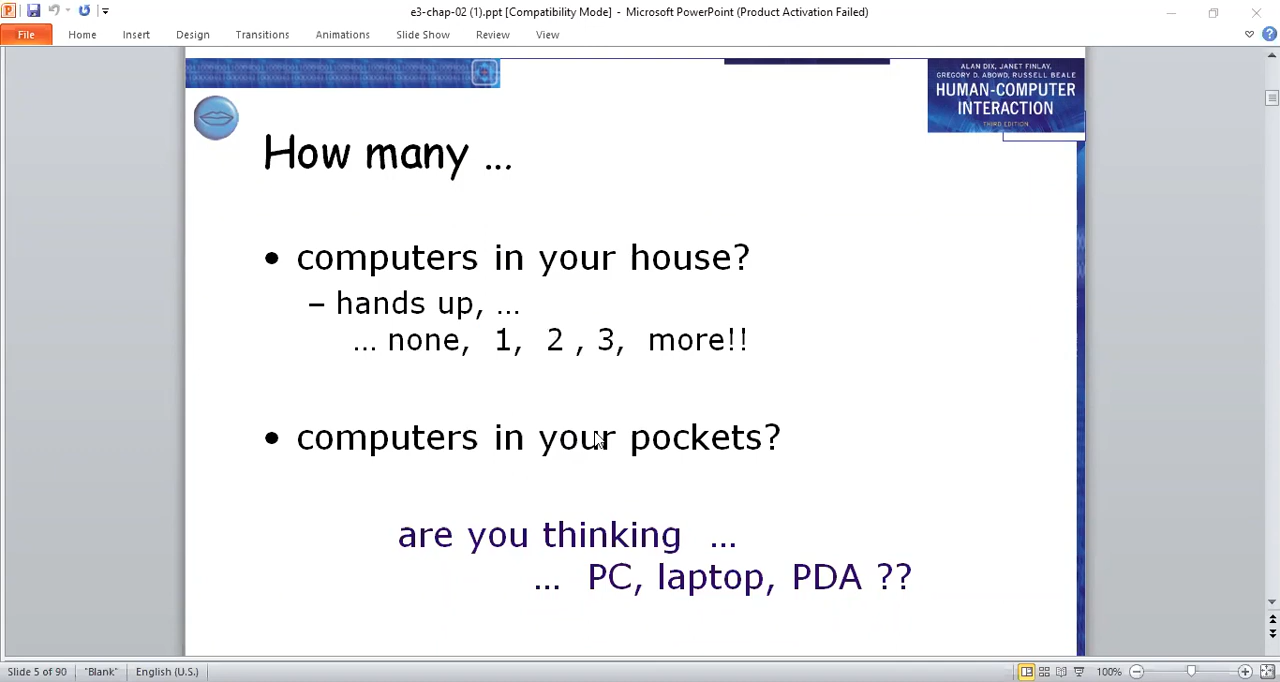 e3-chap-02 (1).ppt [Compatibility Mode] - Microsoft PowerPoint (Product Activation Failed)
File Home Insert Design Transitions Animations Slide Show Review View
ALAN DIX, JANET FINLAY,
GREGORY D. ABOWD, RUSSELL BEALE
HUMAN-COMPUTER
INTERACTION
THIRD EDITION
How many ...
• computers in your house?
– hands up, ...
... none, 1, 2 , 3, more!!
• computers in your pockets?
are you thinking ...
... PC, laptop, PDA ??
Slide 5 of 90 "Blank" English (U.S.) 100%